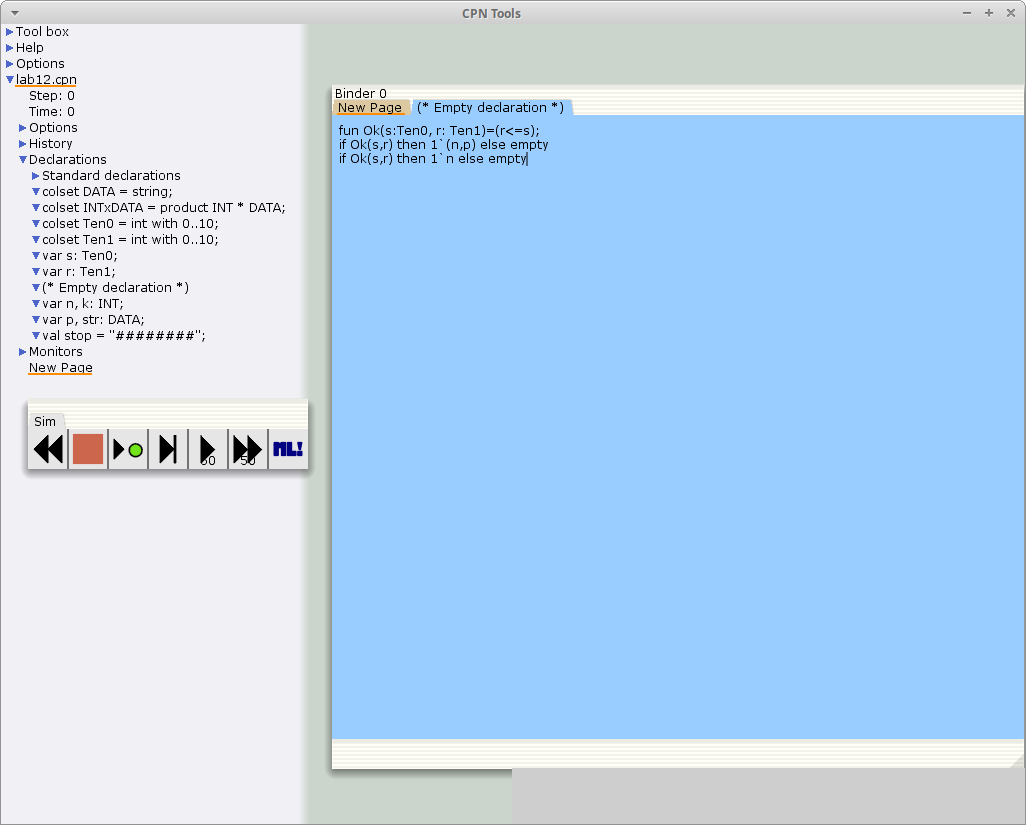 CPN Tools
Tool box
Help
Options
lab12.cpn
Step: 0
Time: 0
Options
History
Declarations
Standard declarations
colset DATA = string;
colset INTxDATA = product INT * DATA;
colset Ten0 = int with 0..10;
colset Ten1 = int with 0..10;
var s: Ten0;
var r: Ten1;
(* Empty declaration *)
var n, k: INT;
var p, str: DATA;
val stop = "########";
Monitors
New Page
Sim
50
ML!
Binder 0
New Page
(* Empty declaration *)
fun Ok(s:Ten0, r: Ten1)=(r<=s);
if Ok(s,r) then 1`(n,p) else empty
if Ok(s,r) then 1`n else empty